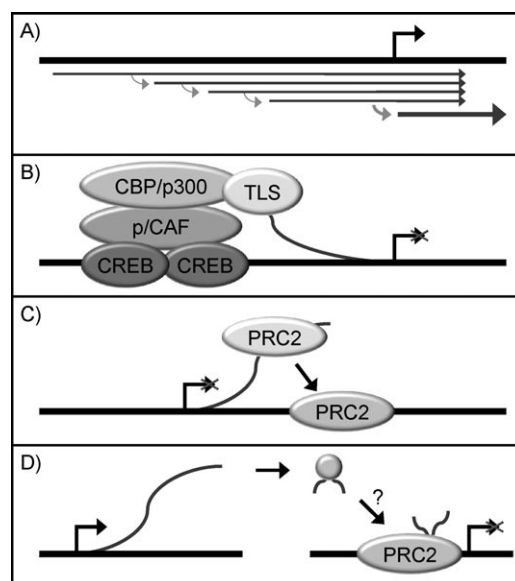 A)
B)
CBP/p300
TLS
p/CAF
CREB CREB
C)
PRC2
PRC2
D)
?
PRC2